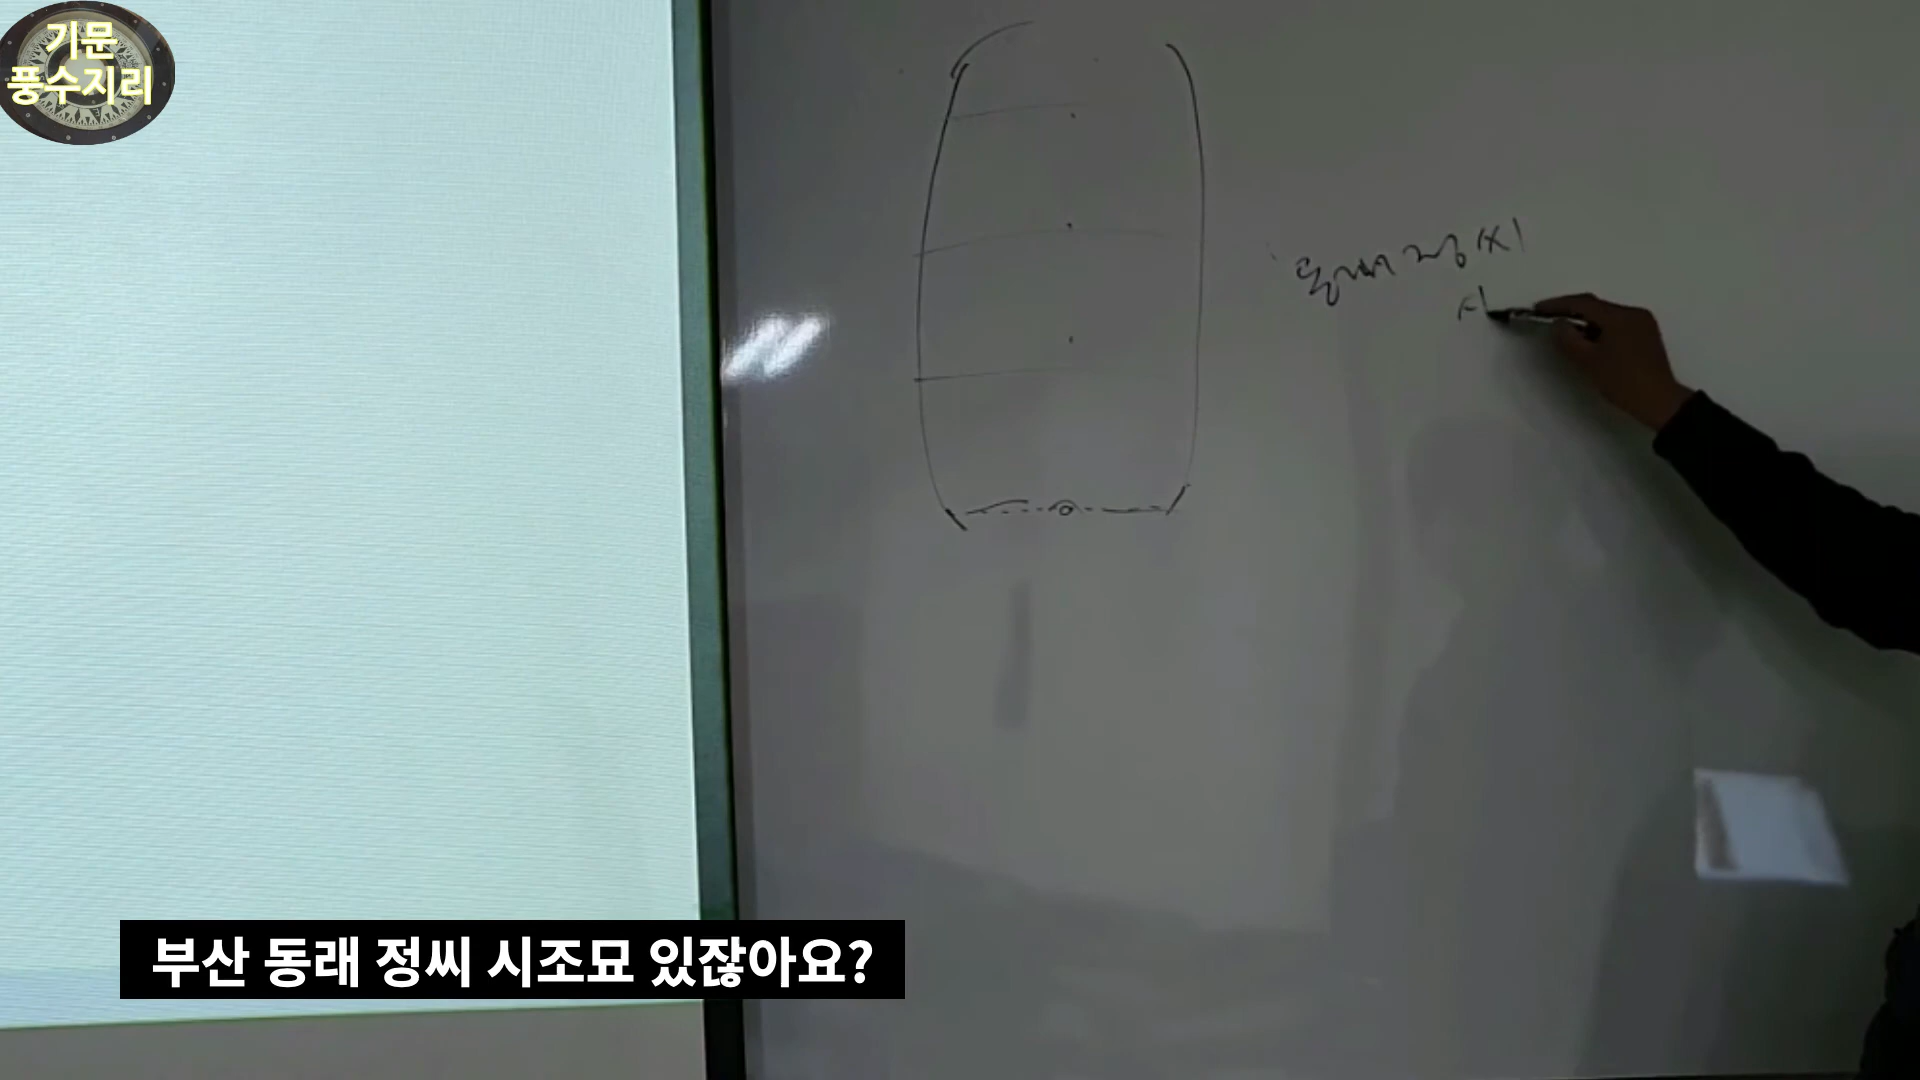 기문
풍수지리
동래 정씨
시
부산 동래 정씨 시조묘 있잖아요?